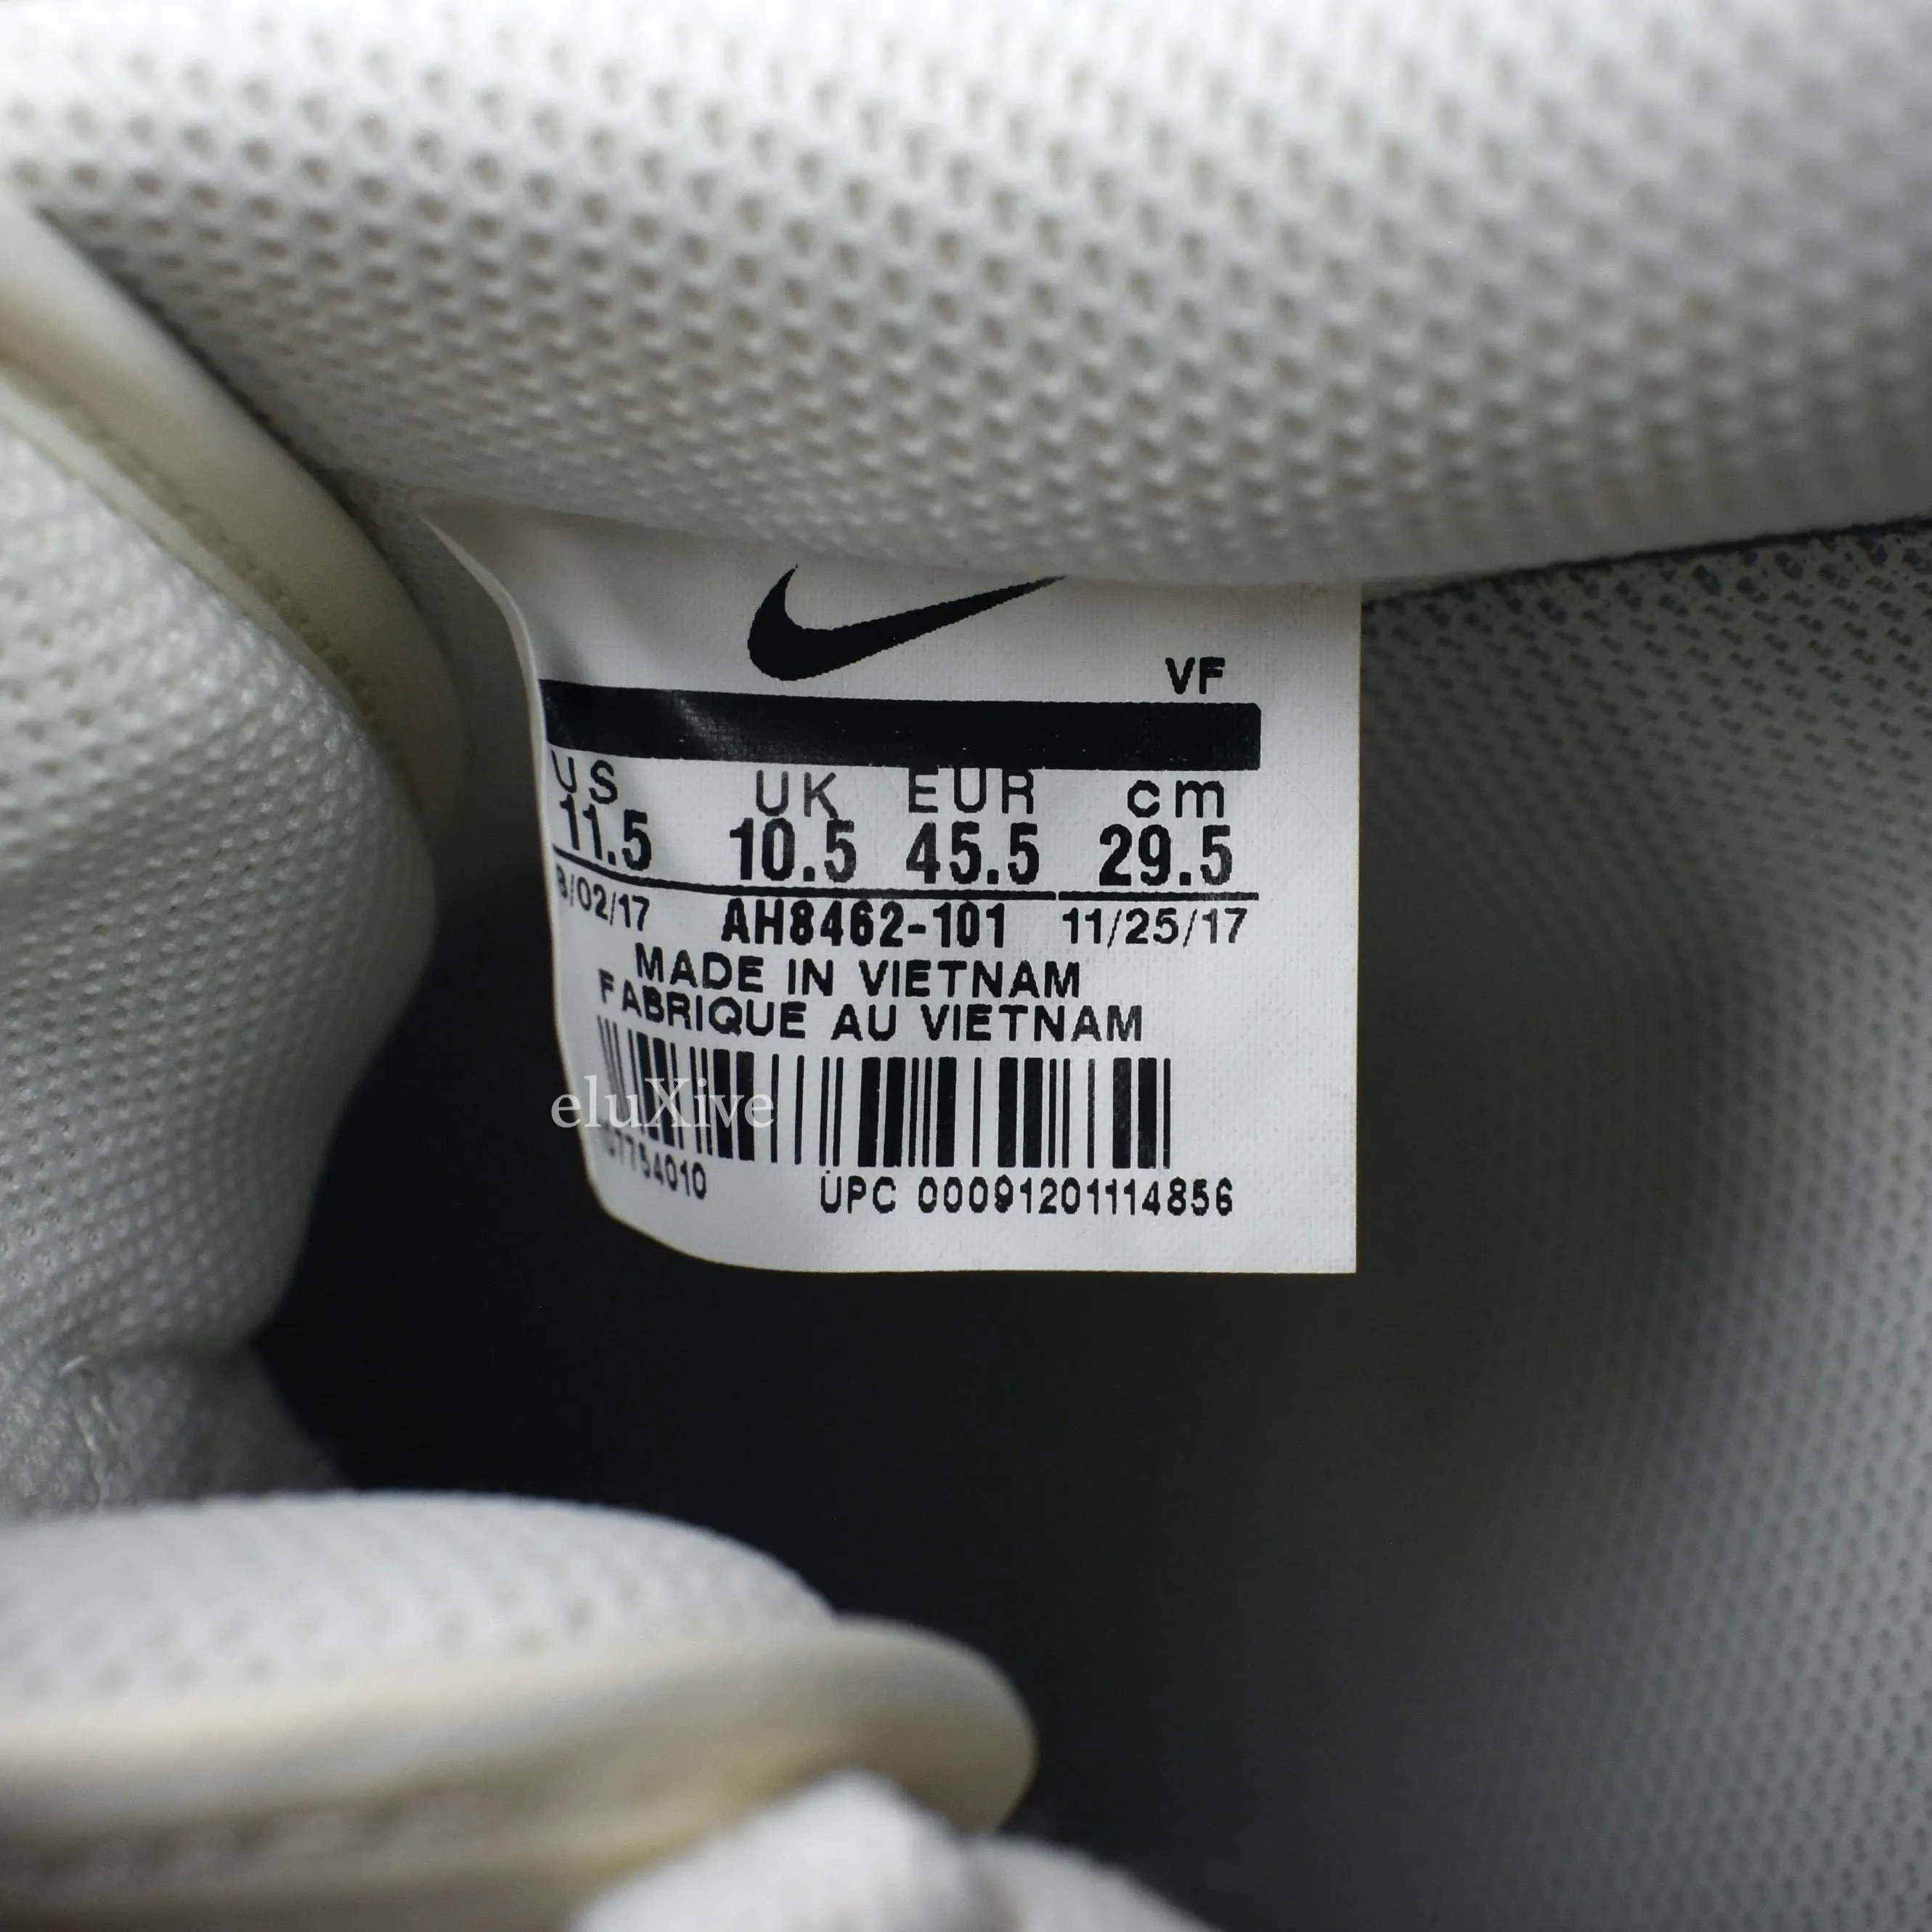 VF
US UK EUR cm
11.5 10.5 45.5 29.5
8/02/17 AH8462-101 11/25/17
MADE IN VIETNAM
FABRIQUE AU VIETNAM
eluXive
UPC 00091201114856